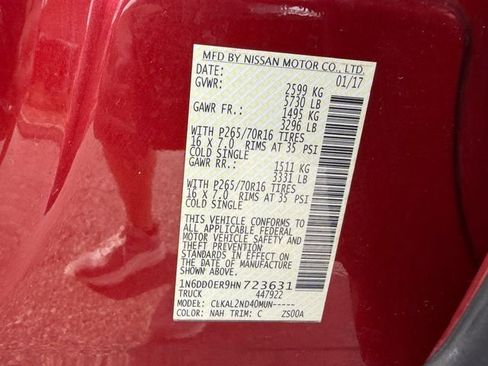 MFD BY NISSAN MOTOR CO., LTD.
DATE: 01/17
GVWR: 2599 KG
5730 LB
GAWR FR.: 1495 KG
3296 LB
WITH P265/70R16 TIRES
16 X 7.0 RIMS AT 35 PSI
COLD SINGLE
GAWR RR.: 1511 KG
3331 LB
WITH P265/70R16 TIRES
16 X 7.0 RIMS AT 35 PSI
COLD SINGLE
THIS VEHICLE CONFORMS TO
ALL APPLICABLE FEDERAL
MOTOR VEHICLE SAFETY AND
THEFT PREVENTION
STANDARDS IN EFFECT ON
THE DATE OF MANUFACTURE
1N6DD0ER9HN723631
TRUCK 447922
MODEL: CLKAL2ND40MUN-----
COLOR: NAH TRIM: C ZS00A